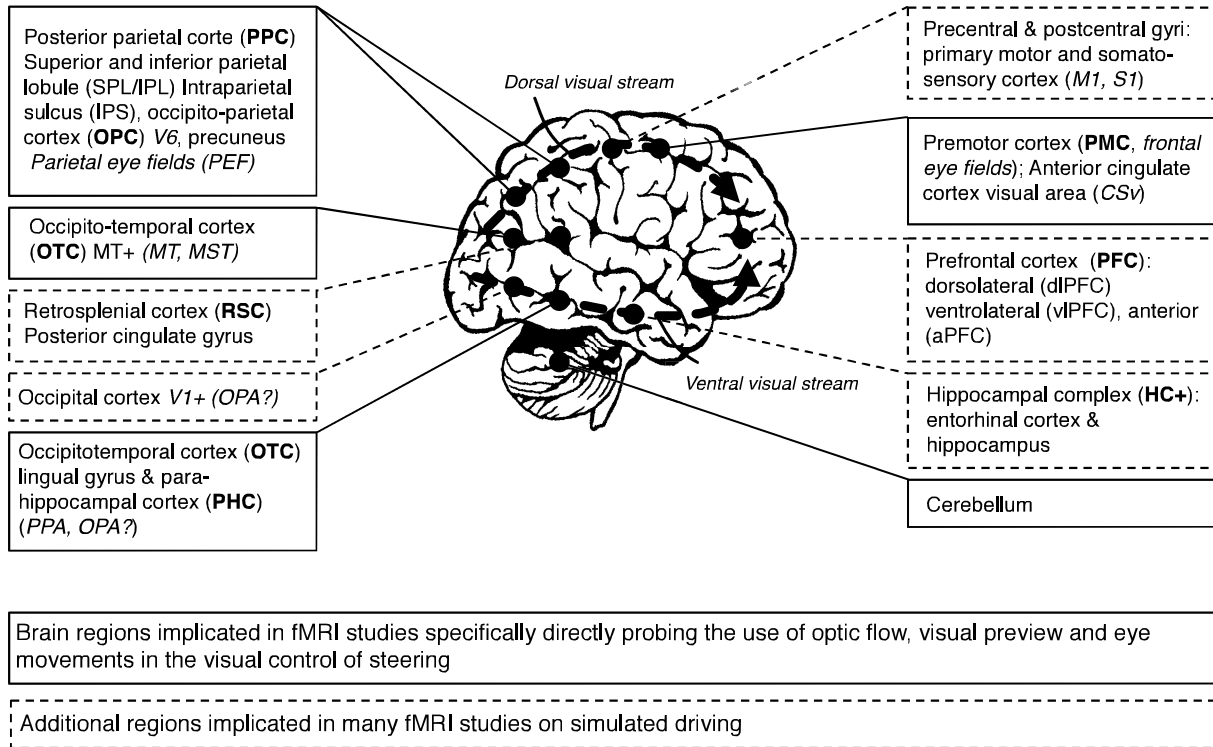 Posterior parietal corte (PPC)
Superior and inferior parietal
lobule (SPL/IPL) Intraparietal
sulcus (IPS), occipito-parietal
cortex (OPC) V6, precuneus
Parietal eye fields (PEF)
Occipito-temporal cortex
(OTC) MT+ (MT, MST)
Retrosplenial cortex (RSC)
Posterior cingulate gyrus
Occipital cortex V1+ (OPA?)
Occipitotemporal cortex (OTC)
lingual gyrus & para-
hippocampal cortex (PHC)
(PPA, OPA?)
Dorsal visual stream
Ventral visual stream
Precentral & postcentral gyri:
primary motor and somato-
sensory cortex (M1, S1)
Premotor cortex (PMC, frontal
eye fields); Anterior cingulate
cortex visual area (CSv)
Prefrontal cortex (PFC):
dorsolateral (dlPFC)
ventrolateral (vlPFC), anterior
(aPFC)
Hippocampal complex (HC+):
entorhinal cortex &
hippocampus
Cerebellum
Brain regions implicated in fMRI studies specifically directly probing the use of optic flow, visual preview and eye
movements in the visual control of steering
Additional regions implicated in many fMRI studies on simulated driving